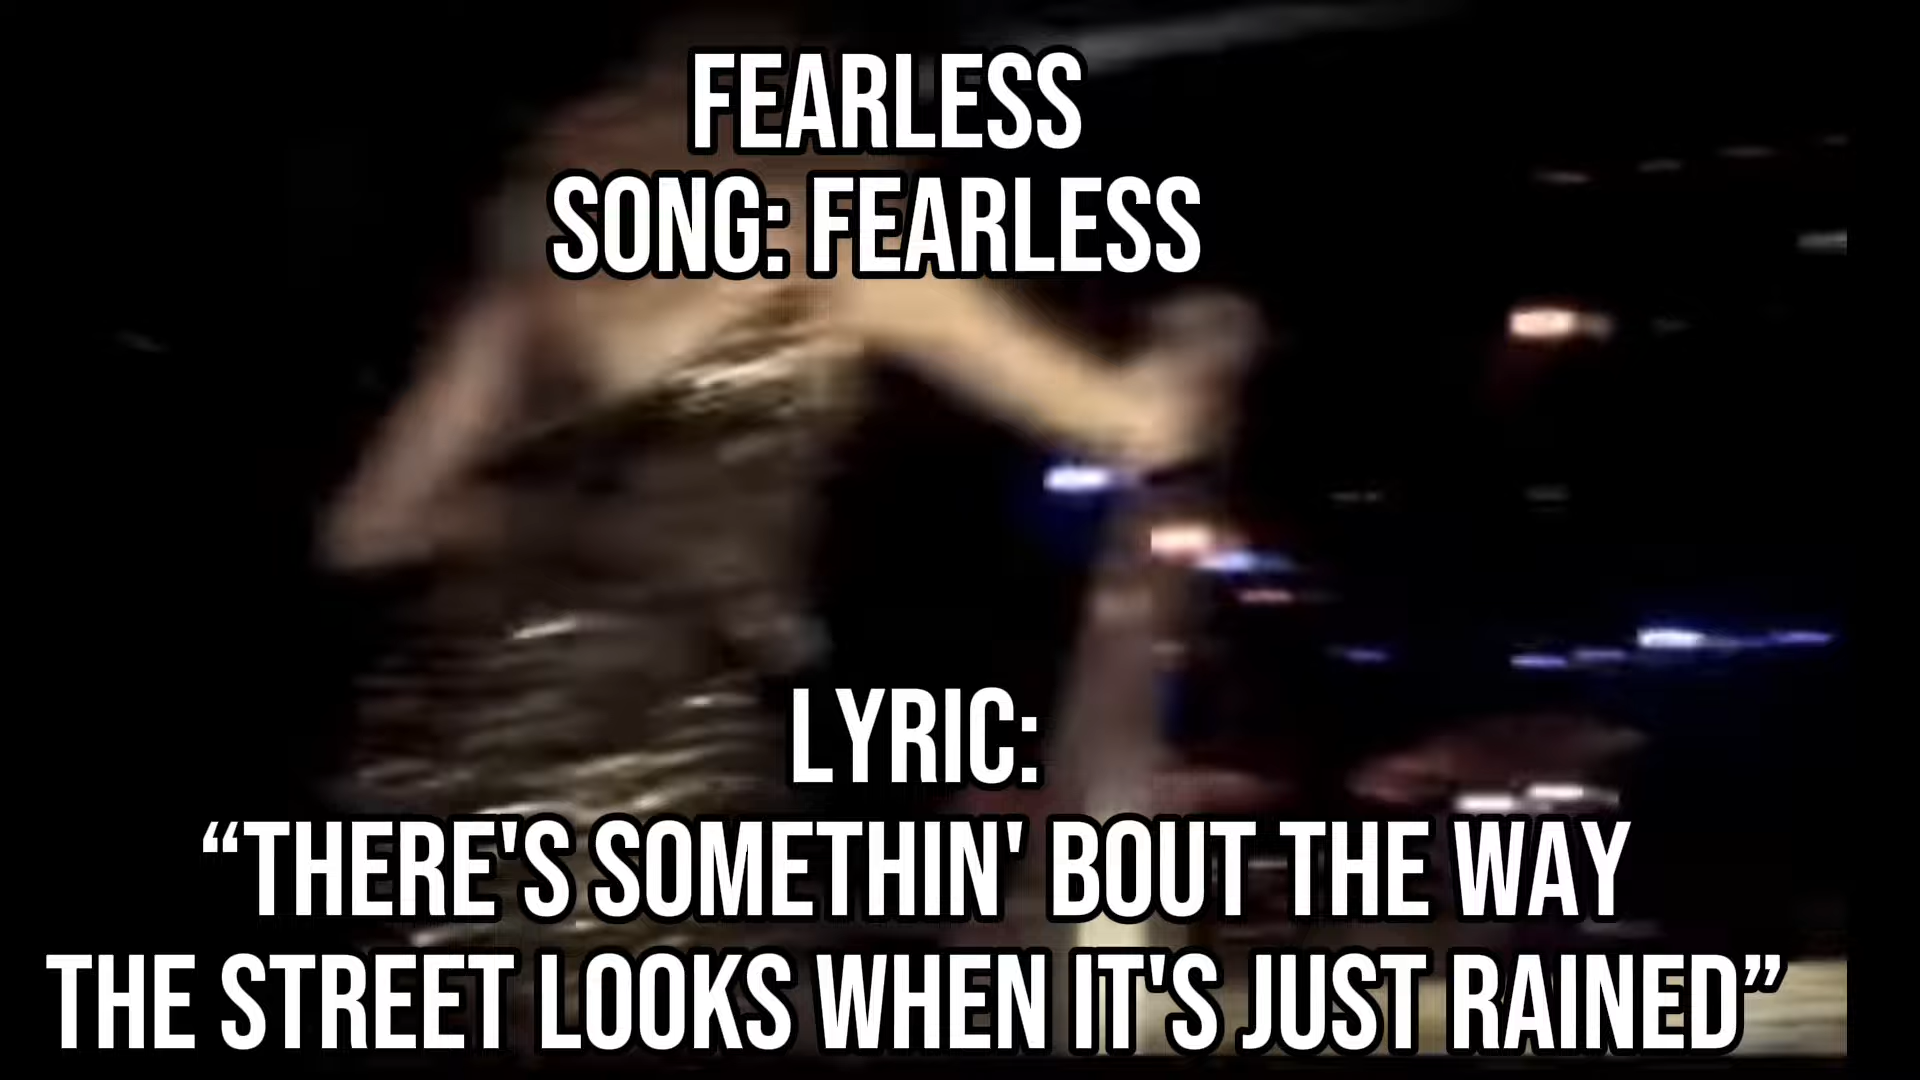 FEARLESS
SONG: FEARLESS
LYRIC:
“THERE'S SOMETHIN' BOUT THE WAY
THE STREET LOOKS WHEN IT'S JUST RAINED”